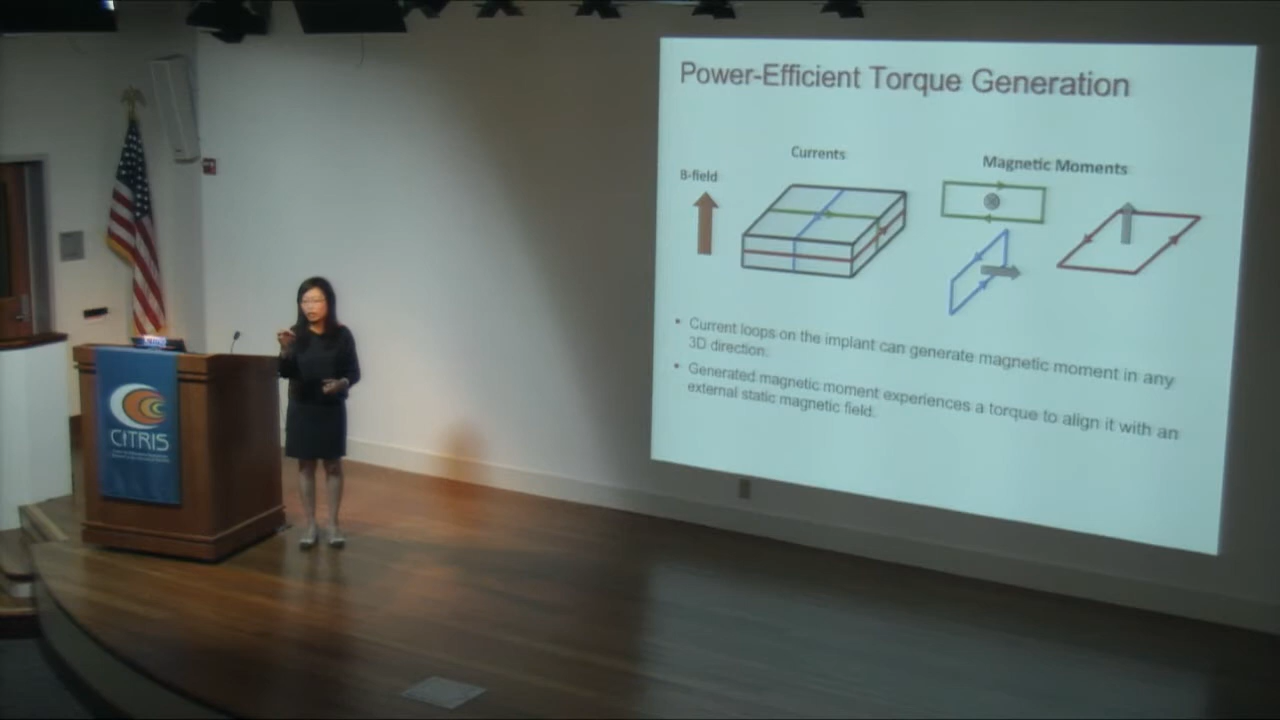 Power-Efficient Torque Generation
Currents
Magnetic Moments
B-field
• Current loops on the implant can generate magnetic moment in any
3D direction.
• Generated magnetic moment experiences a torque to align it with an
external static magnetic field.
CITRIS